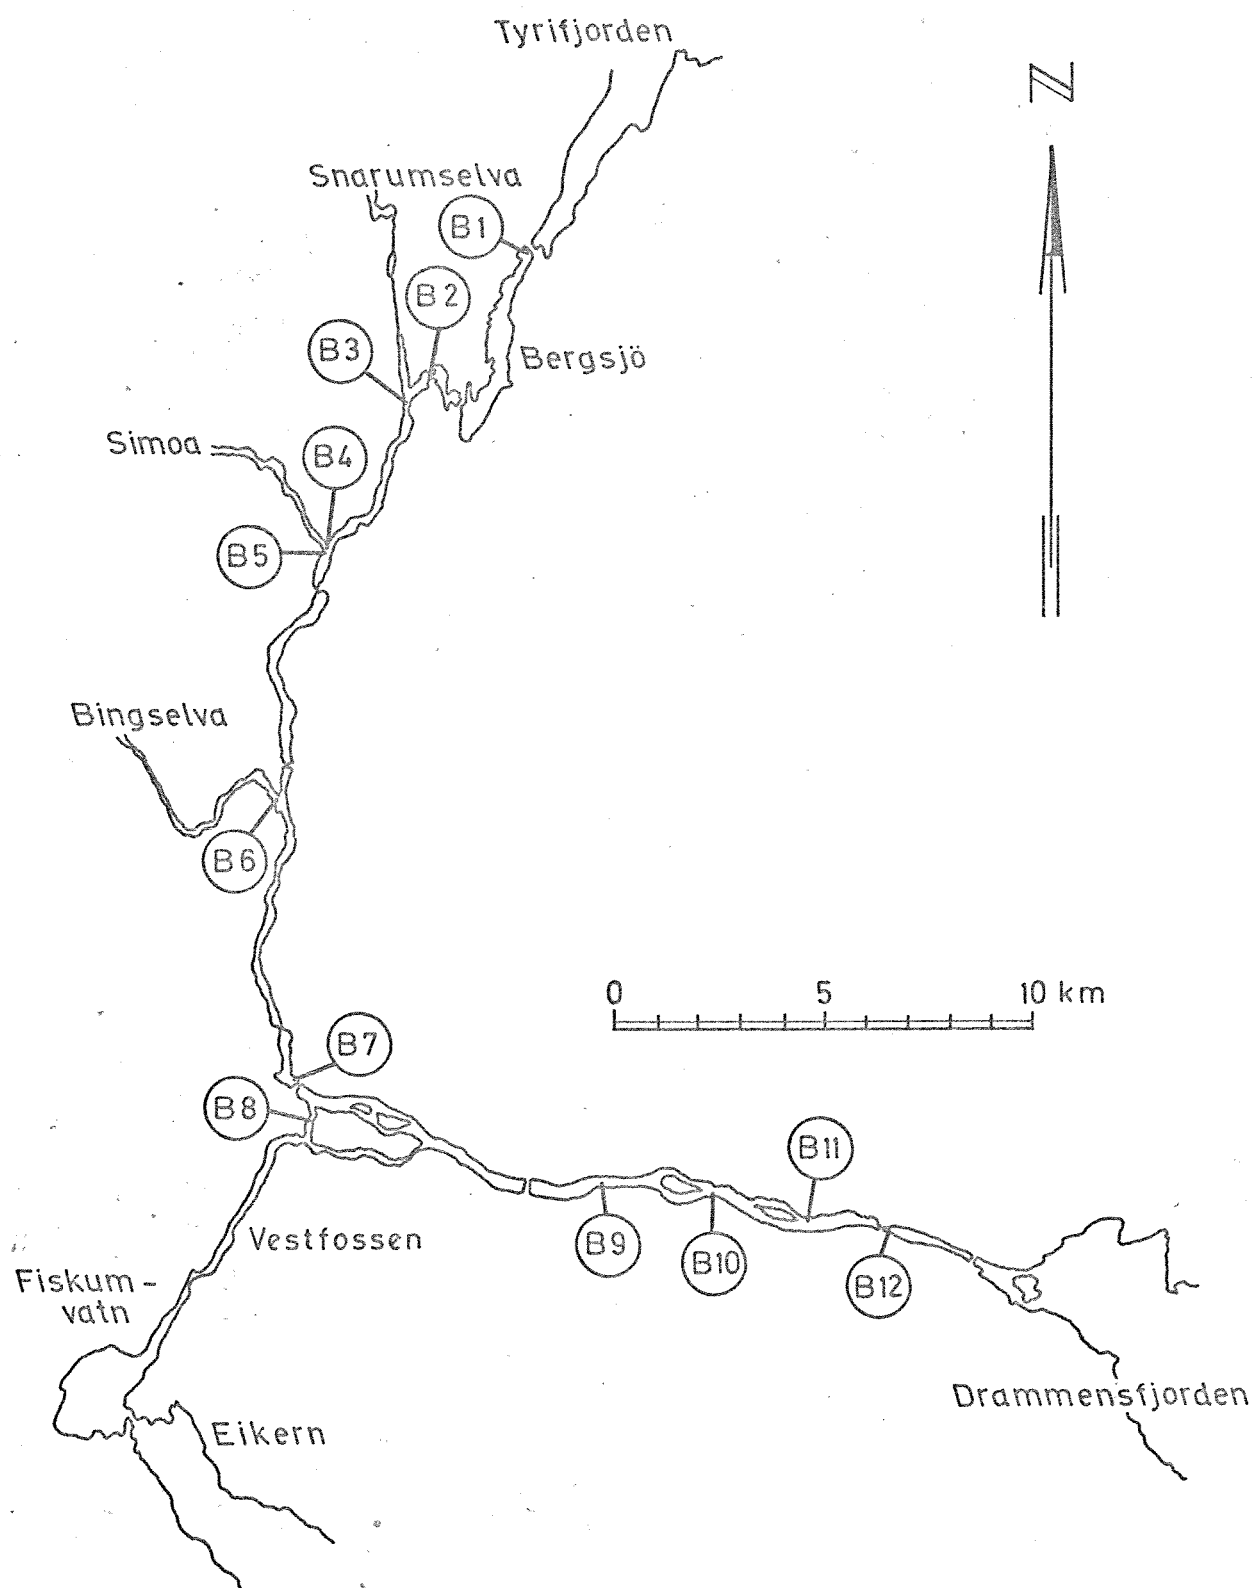 Tyrifjorden
N
Snarumselva
B1
B2
B3
Bergsjö
Simoa
B4
B5
Bingselva
B6
0 5 10 km
B7
B8
B11
Vestfossen
B9
B10
B12
Fiskum-
vatn
Drammensfjorden
Eikern